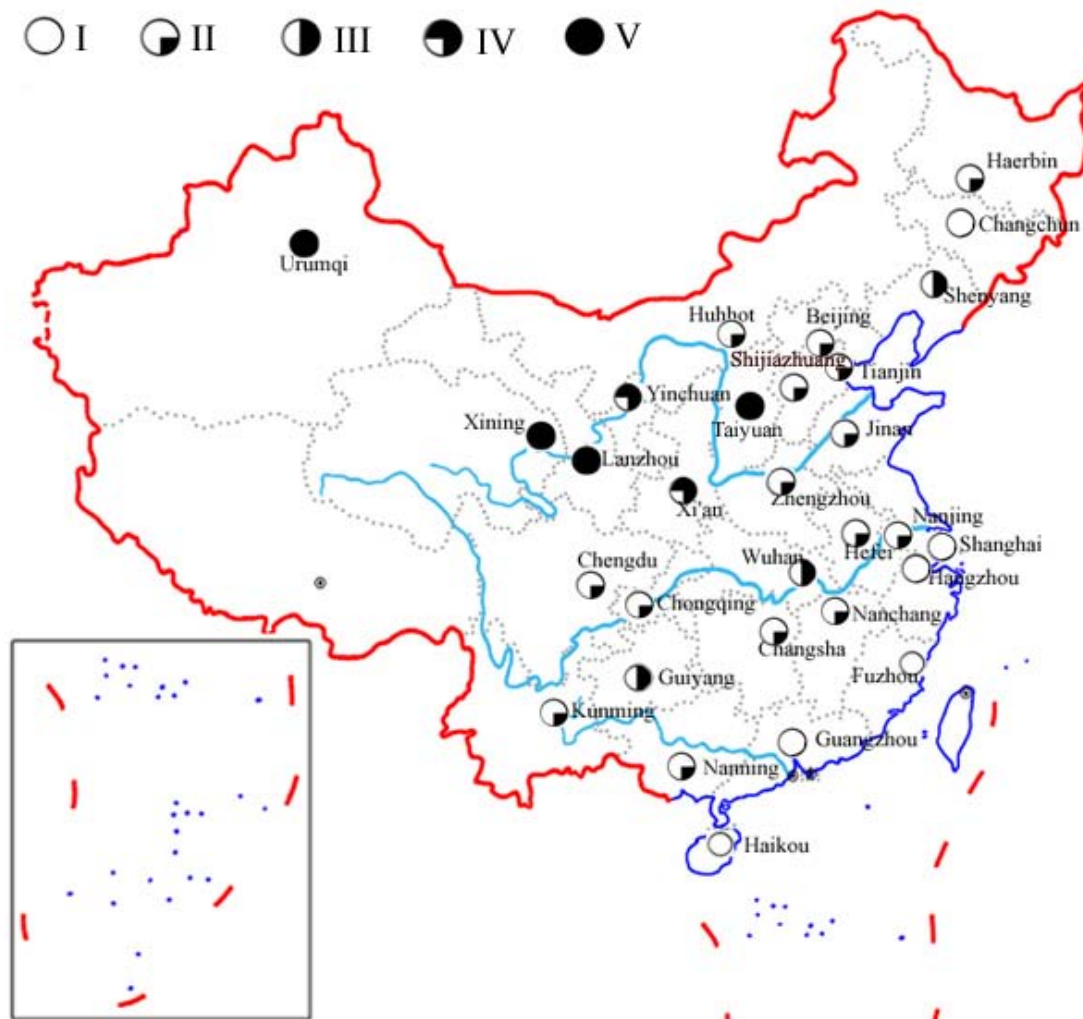 I II III IV V
Haerbin
Changchun
Urumqi
Shenyang
Huhhot
Beijing
Shijiazhuang
Tianjin
Yinchuan
Taiyuan
Xining
Jinan
Lanzhou
Zhengzhou
Xi'an
Nanjing
Hefei
Shanghai
Wuhan
Hangzhou
Chengdu
Chongqing
Nanchang
Changsha
Fuzhou
Guiyang
Kunming
Guangzhou
Nanning
Haikou